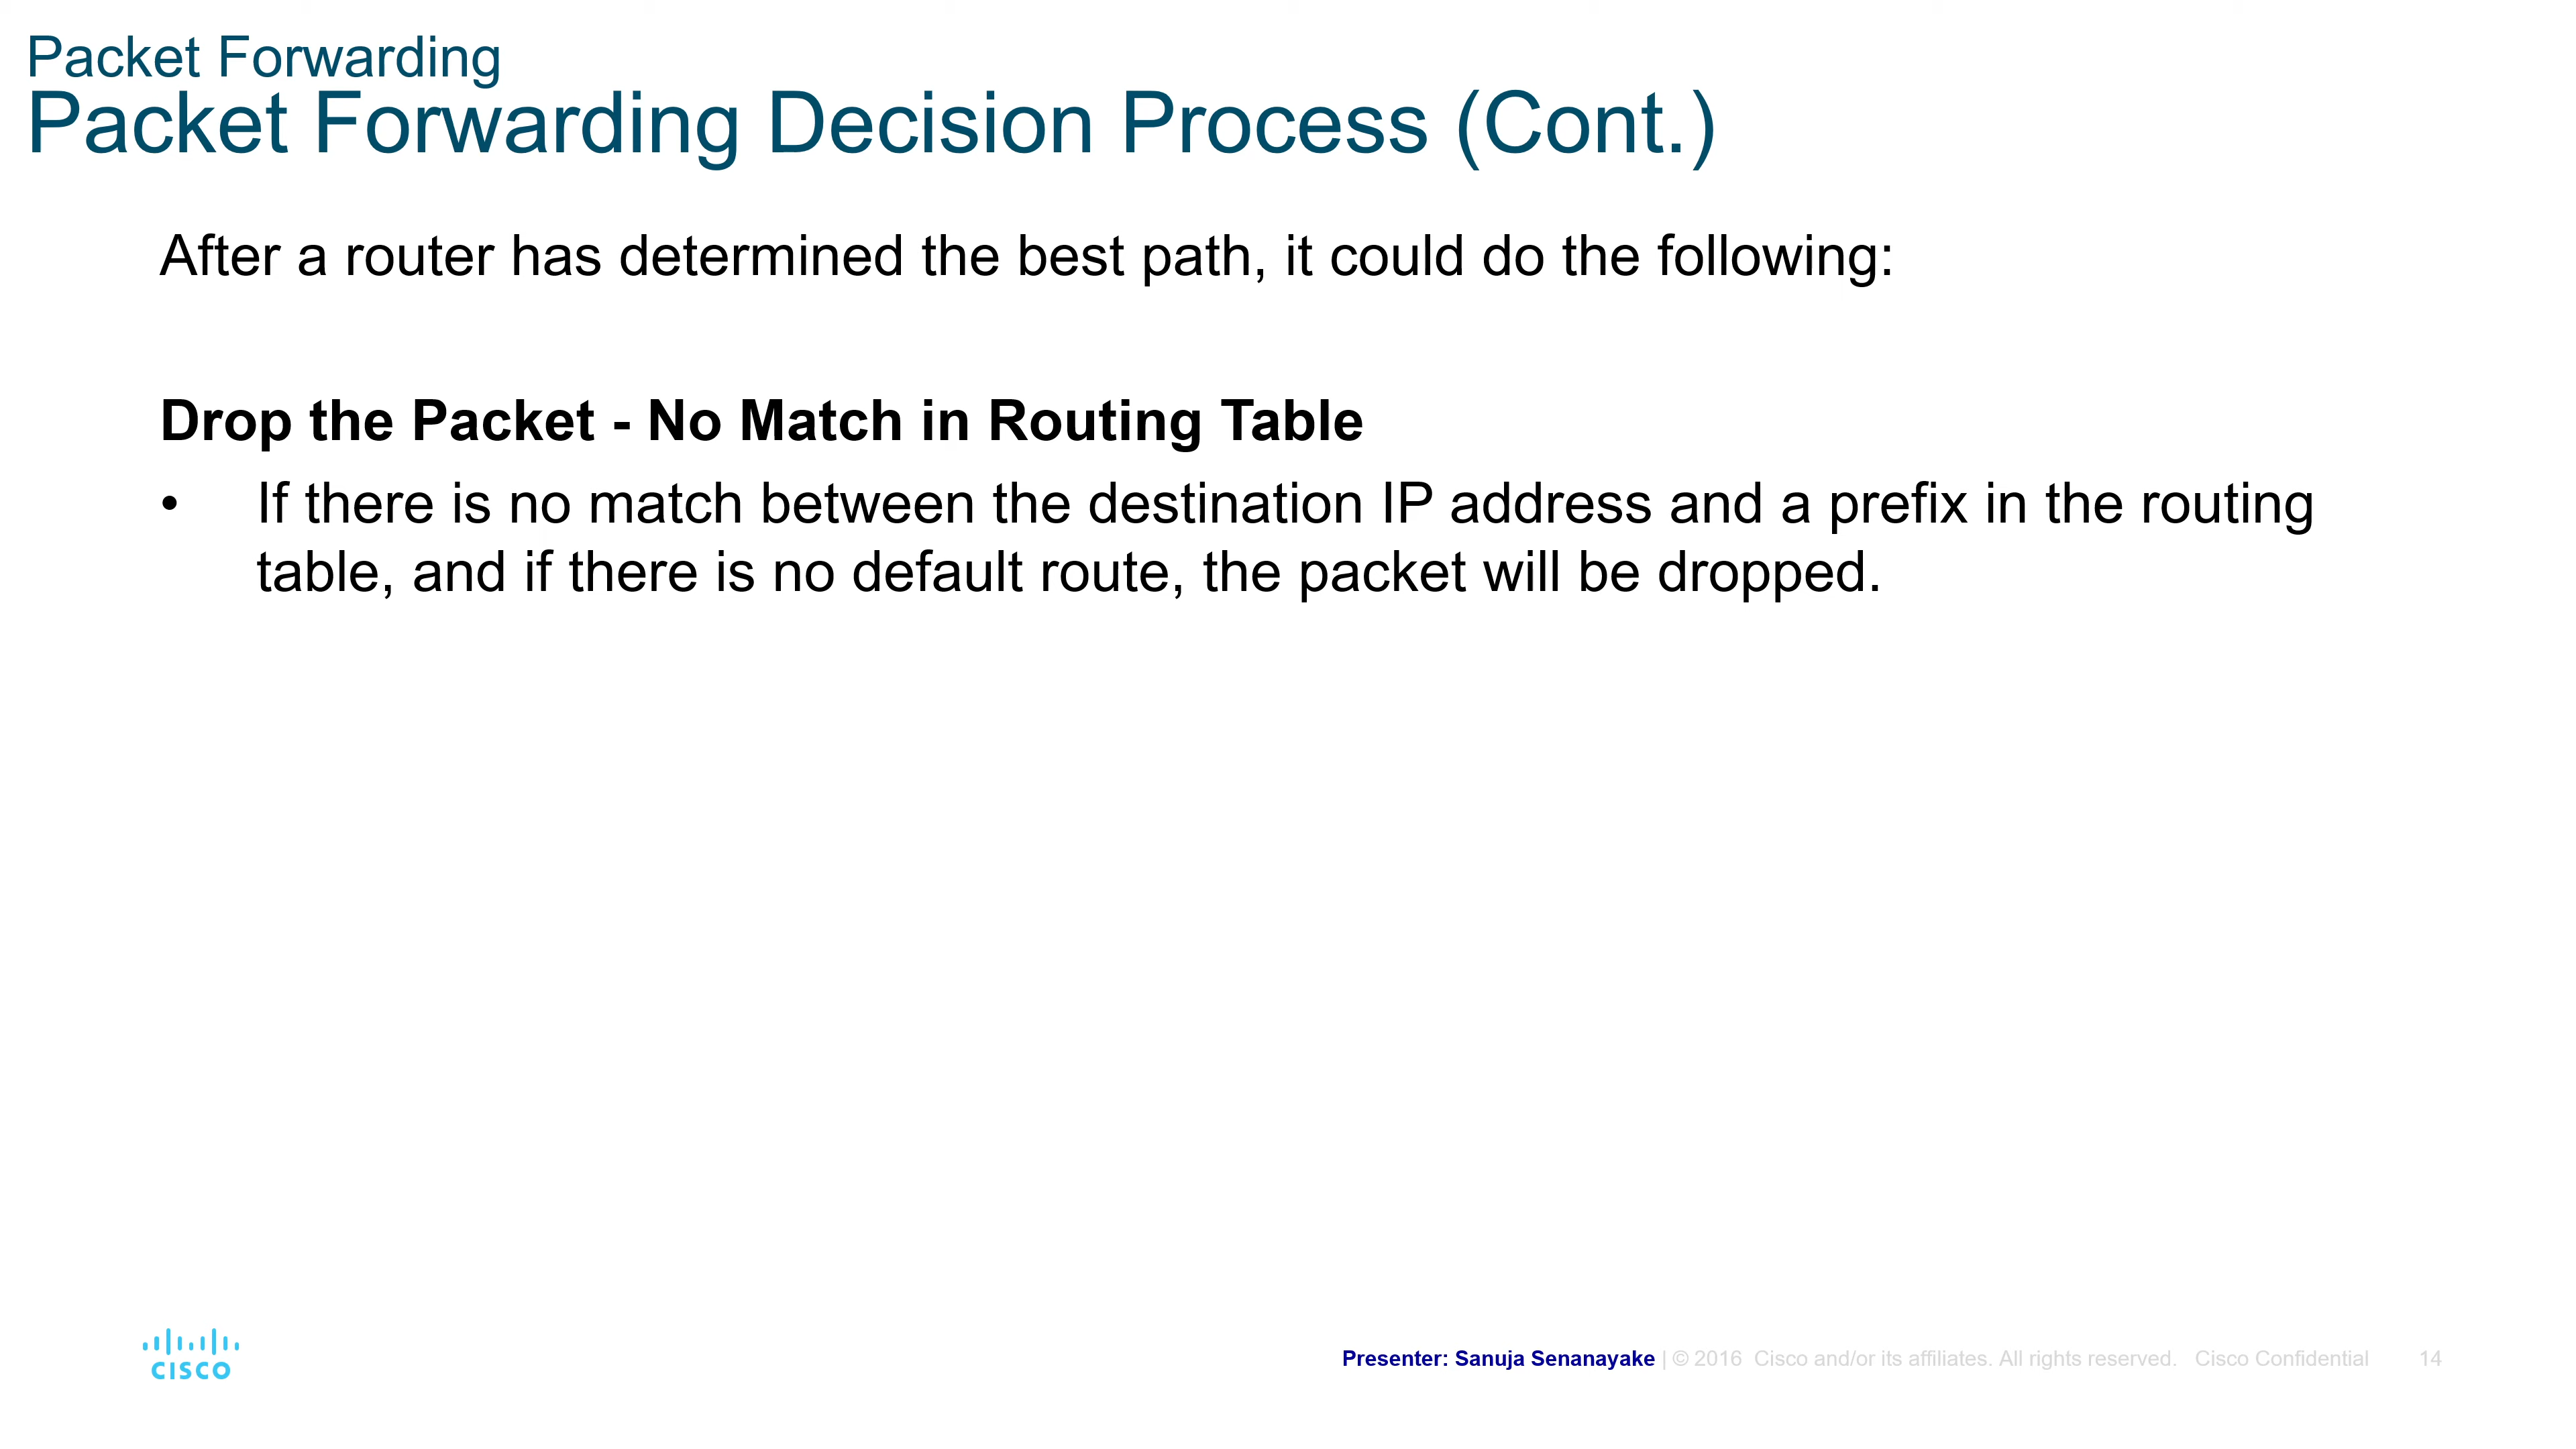 Packet Forwarding
Packet Forwarding Decision Process (Cont.)
After a router has determined the best path, it could do the following:
Drop the Packet - No Match in Routing Table
• If there is no match between the destination IP address and a prefix in the routing
table, and if there is no default route, the packet will be dropped.
CISCO
Presenter: Sanuja Senanayake | © 2016 Cisco and/or its affiliates. All rights reserved. Cisco Confidential 14